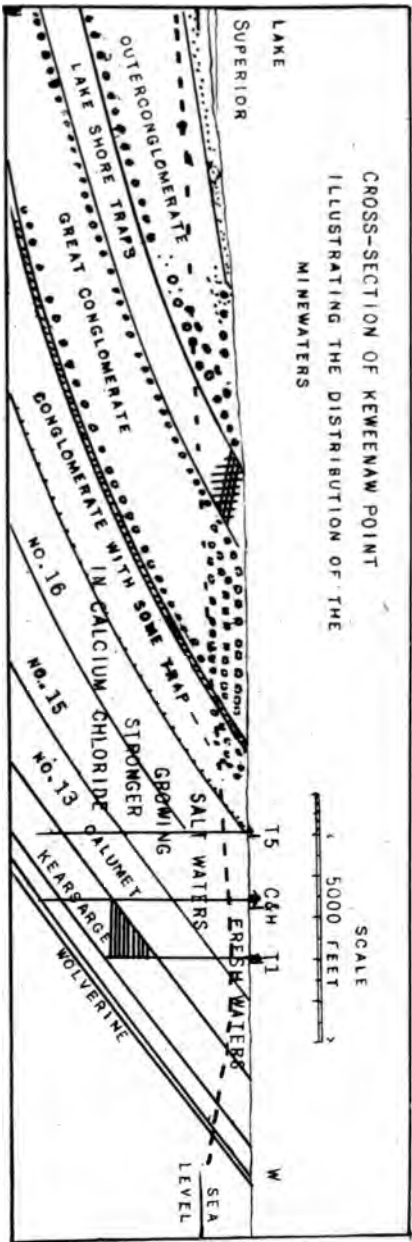 CROSS-SECTION OF KEWEENAW POINT
ILLUSTRATING THE DISTRIBUTION OF THE
MINEWATERS
SCALE
5000 FEET
LAKE
SUPERIOR
T5
C&H
T1
W
OUTERCONGLOMERATE
LAKE SHORE TRAPS
GREAT CONGLOMERATE
CONGLOMERATE WITH SOME TRAP
FRESH WATERS
SALT WATERS
GROWING
STRONGER
IN CALCIUM CHLORIDE
NO. 16
NO. 15
NO. 13
CALUMET
KEARSARGE
WOLVERINE
SEA
LEVEL